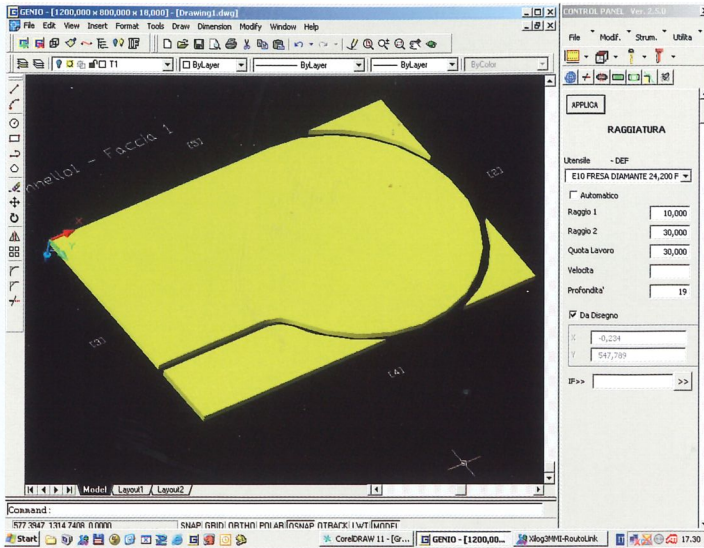 GENIO - [1200,000 x 800,000 x 18,000] - [Drawing1.dwg]
File Edit View Insert Format Tools Draw Dimension Modify Window Help
T1
ByLayer
ByLayer
ByLayer
ByColor
nnello1 - Faccia 1
[5]
[2]
[3]
[4]
X
Y
Model Layout1 Layout2
Command:
577.3947, 1314.7408, 0.0000
SNAP GRID ORTHO POLAR OSNAP OTRACK LWT MODEL
CONTROL PANEL Ver. 2.5.0
File Modif. Strum. Utilita
APPLICA
RAGGIATURA
Utensile - DEF
E10 FRESA DIAMANTE 24,200 F
Automatico
Raggio 1 10,000
Raggio 2 30,000
Quota Lavoro 30,000
Velocita
Profondita' 19
Da Disegno
X -0,234
Y 547,789
IF>> >>
Start
CorelDRAW 11 - [Gr...
GENIO - [1200,00...
Xilog3MMI-RoutoLink
17.30